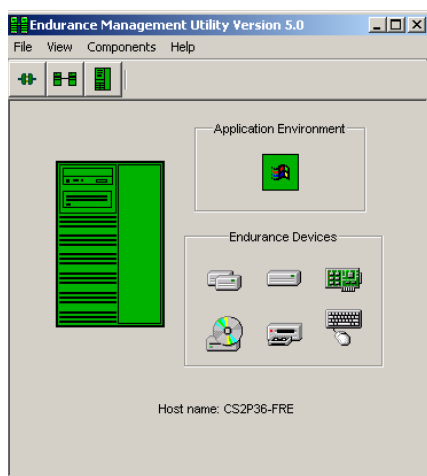 Endurance Management Utility Version 5.0
File View Components Help
Application Environment
Endurance Devices
Host name: CS2P36-FRE